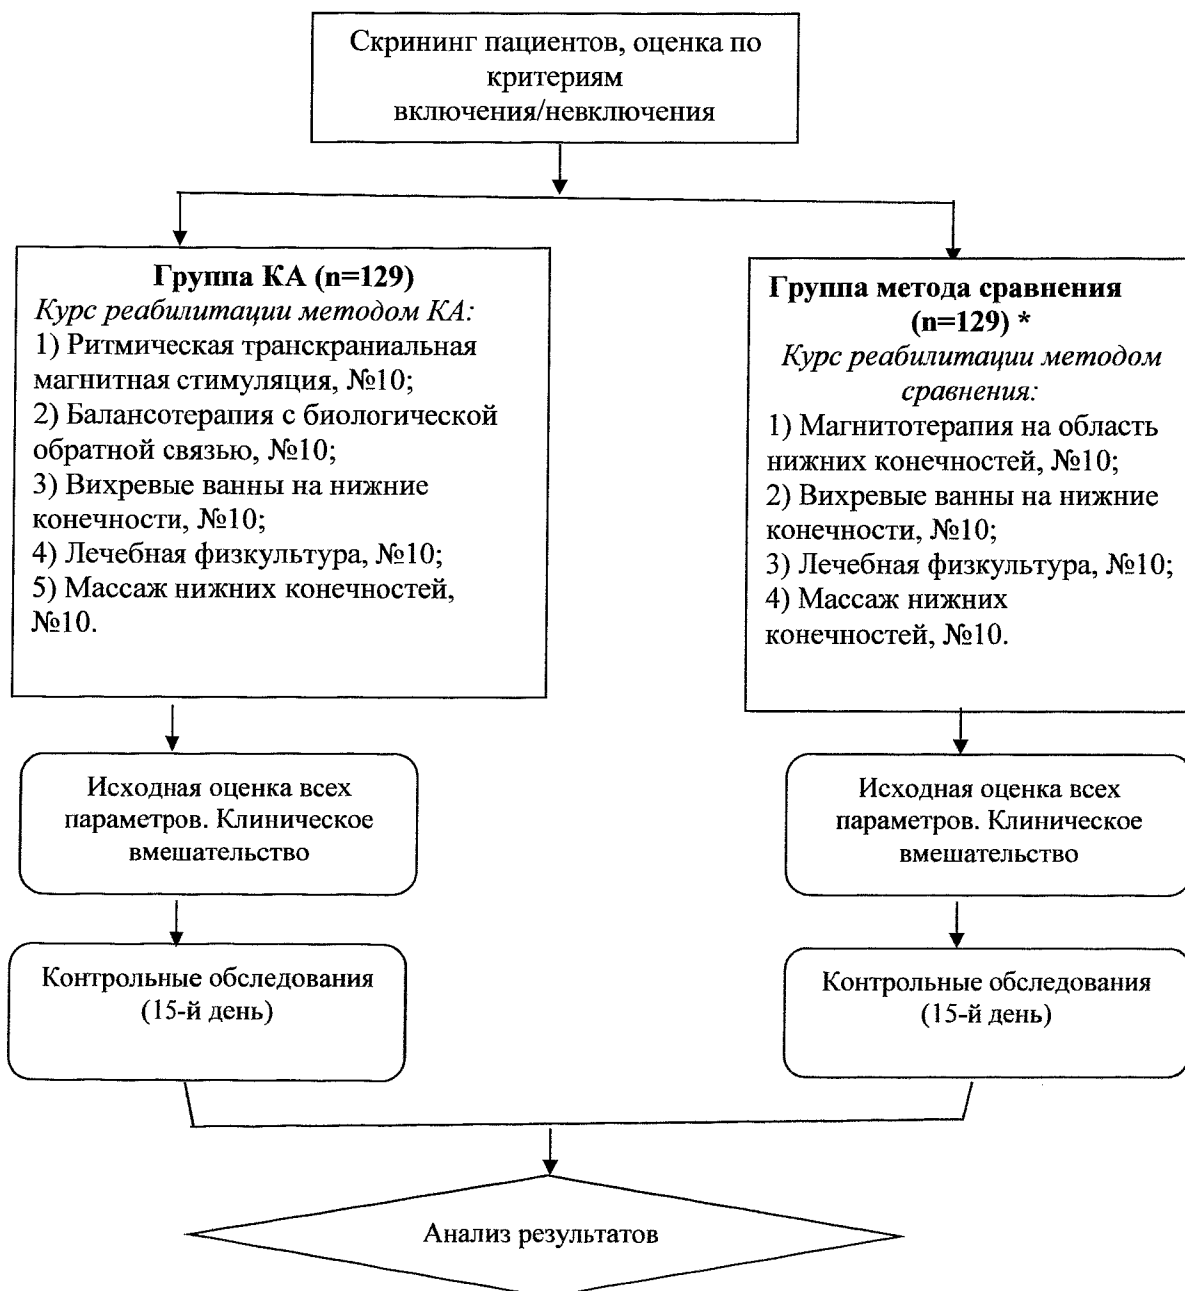 Скрининг пациентов, оценка по
критериям
включения/невключения
Группа КА (n=129)
Курс реабилитации методом КА:
1) Ритмическая транскраниальная
магнитная стимуляция, №10;
2) Балансотерапия с биологической
обратной связью, №10;
3) Вихревые ванны на нижние
конечности, №10;
4) Лечебная физкультура, №10;
5) Массаж нижних конечностей,
№10.
Группа метода сравнения
(n=129) *
Курс реабилитации методом
сравнения:
1) Магнитотерапия на область
нижних конечностей, №10;
2) Вихревые ванны на нижние
конечности, №10;
3) Лечебная физкультура, №10;
4) Массаж нижних
конечностей, №10.
Исходная оценка всех
параметров. Клиническое
вмешательство
Исходная оценка всех
параметров. Клиническое
вмешательство
Контрольные обследования
(15-й день)
Контрольные обследования
(15-й день)
Анализ результатов